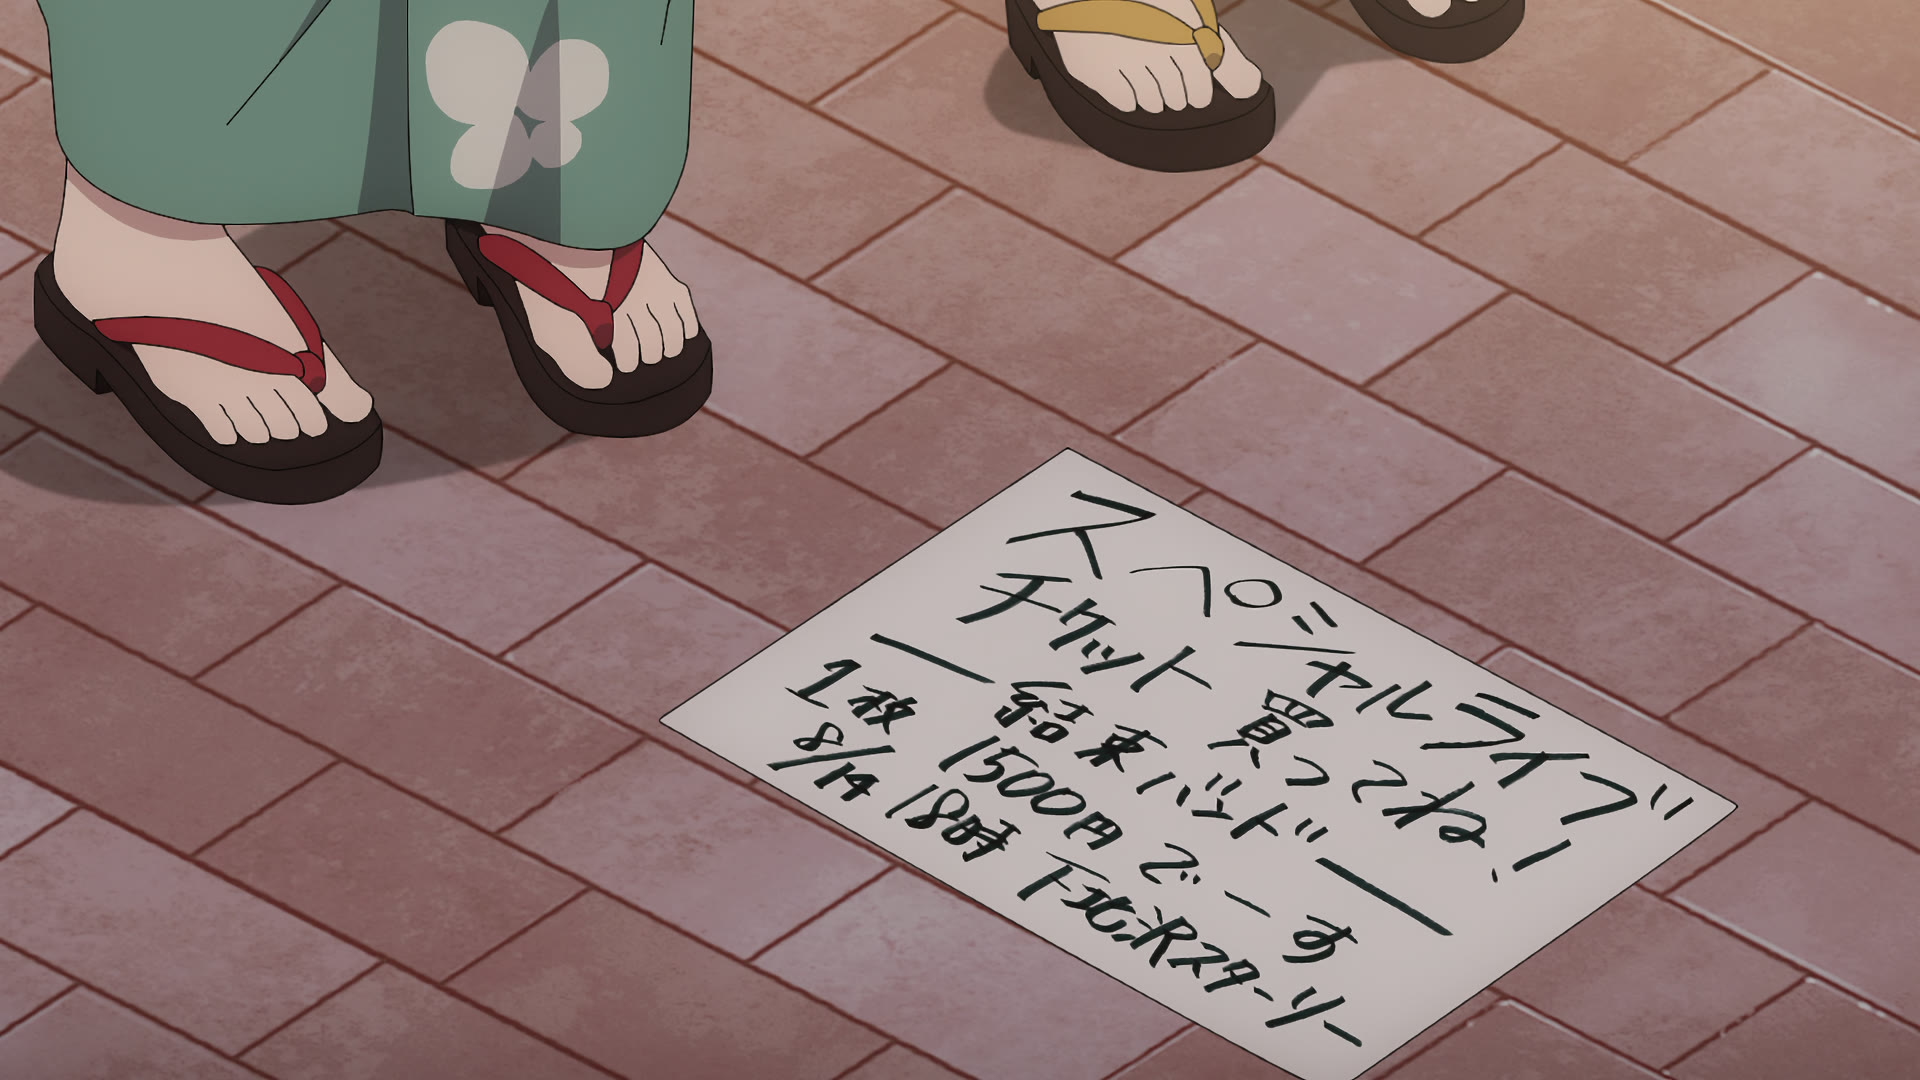 スペシャルライブ
チケット 買ってね!
― 結束バンド ―
1枚 1500円でーす
8/14 18時 下北沢スターリー